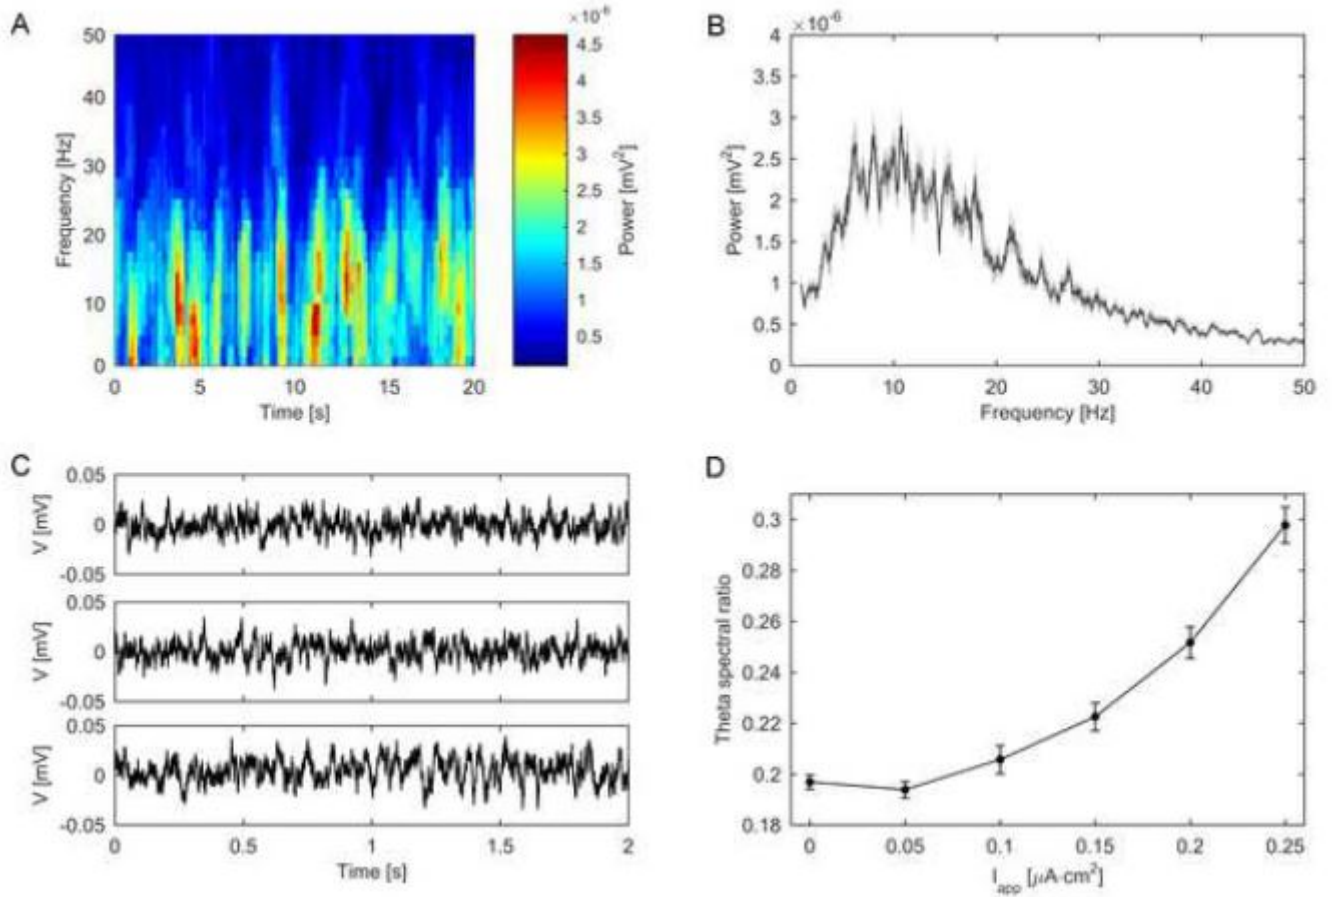 A
×10⁻⁶
50
40
30
20
10
0
Frequency [Hz]
0 5 10 15 20
Time [s]
4.5
4
3.5
3
2.5
2
1.5
1
0.5
Power [mV²]
B
×10⁻⁶
4
3.5
3
2.5
2
1.5
1
0.5
0
Power [mV²]
0 10 20 30 40 50
Frequency [Hz]
C
0.05
0
-0.05
V [mV]
0.05
0
-0.05
V [mV]
0.05
0
-0.05
V [mV]
0 0.5 1 1.5 2
Time [s]
D
0.3
0.28
0.26
0.24
0.22
0.2
0.18
Theta spectral ratio
0 0.05 0.1 0.15 0.2 0.25
I_app [μA·cm²]